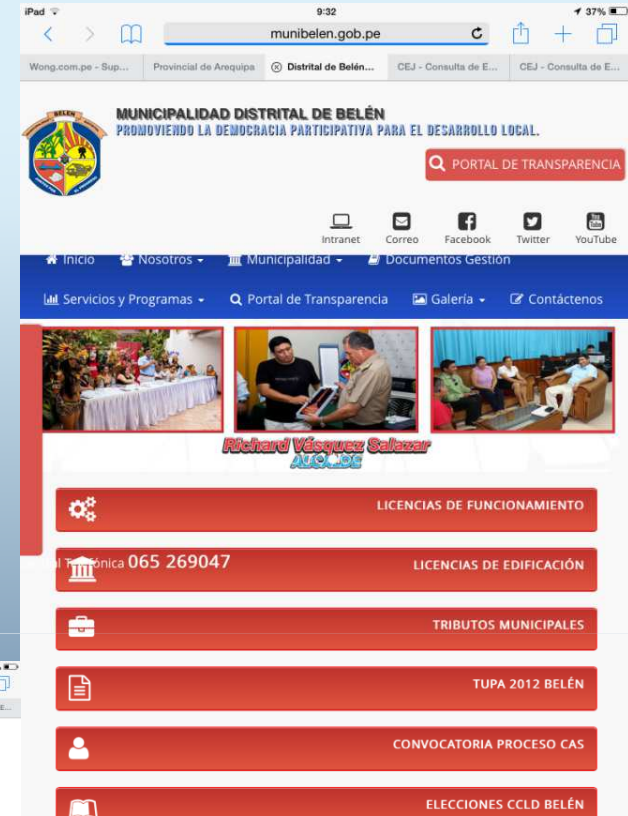 iPad 9:32 37%
munibelen.gob.pe
Wong.com.pe - Sup... Provincial de Arequipa Distrital de Belén... CEJ - Consulta de E... CEJ - Consulta de E...
BELEN
MUNICIPALIDAD DISTRITAL DE BELÉN
PROMOVIENDO LA DEMOCRACIA PARTICIPATIVA PARA EL DESARROLLO LOCAL.
PORTAL DE TRANSPARENCIA
Intranet Correo Facebook Twitter YouTube
Inicio Nosotros Municipalidad Documentos Gestión
Servicios y Programas Portal de Transparencia Galería Contáctenos
Richard Vásquez Salazar
ALCALDE
LICENCIAS DE FUNCIONAMIENTO
065 269047
LICENCIAS DE EDIFICACIÓN
TRIBUTOS MUNICIPALES
TUPA 2012 BELÉN
CONVOCATORIA PROCESO CAS
ELECCIONES CCLD BELÉN